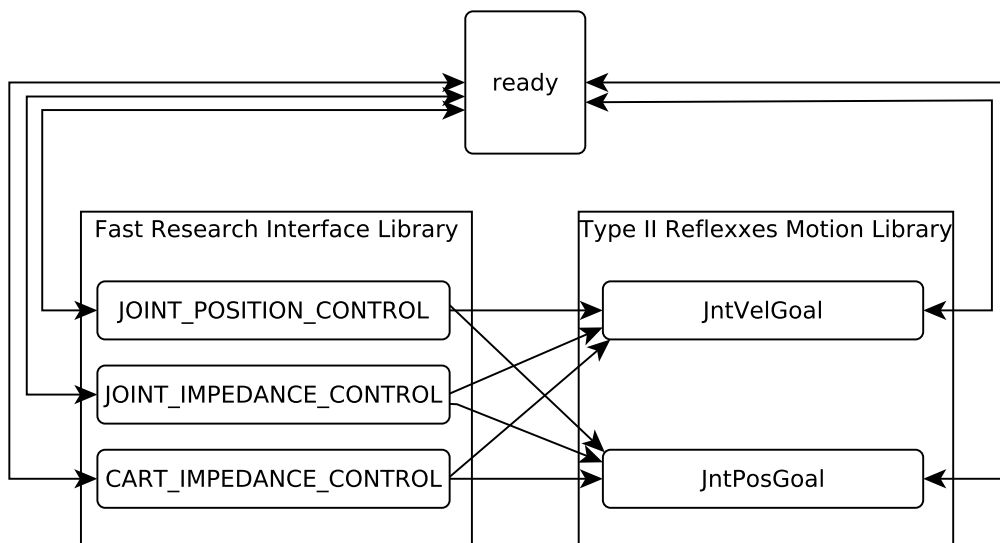 ready
Fast Research Interface Library
JOINT_POSITION_CONTROL
JOINT_IMPEDANCE_CONTROL
CART_IMPEDANCE_CONTROL
Type II Reflexxes Motion Library
JntVelGoal
JntPosGoal